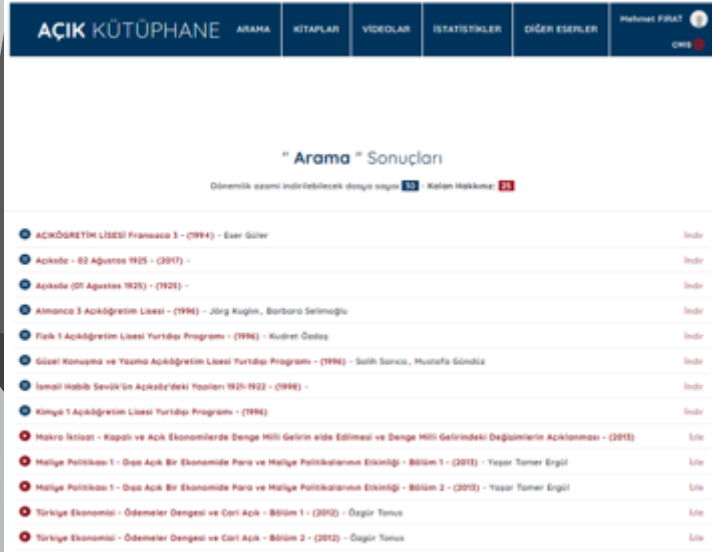 AÇIK KÜTÜPHANE ARAMA KİTAPLAR VİDEOLAR İSTATİSTİKLER DİĞER ESERLER Mehmet FIRAT
" Arama " Sonuçları
Dönemlik azami indirilebilecek dosya sayısı 30 - Kalan Hakkınız: 25
AÇIKÖĞRETİM LİSESİ Fransızca 3 - (1994) - Eser Güler İndir
Açıksöz - 02 Ağustos 1925 - (2017) - İndir
Açıksöz (01 Agustos 1925) - (1925) - İndir
Almanca 3 Açıköğretim Lisesi - (1996) - Jörg Kuglın, Barbara Selimoğlu İndir
Fizik 1 Açıköğretim Lisesi Yurtdışı Programı - (1996) - Kudret Özdaş İndir
Güzel Konuşma ve Yazma Açıköğretim Lisesi Yurtdışı Programı - (1996) - Salih Sarıca, Mustafa Gündüz İndir
İsmail Habib Sevük'ün Açıksöz'deki Yazıları 1921-1922 - (1998) - İndir
Kimya 1 Açıköğretim Lisesi Yurtdışı Programı - (1996) İndir
Makro İktisat - Kapalı ve Açık Ekonomilerde Denge Milli Gelirin elde Edilmesi ve Denge Milli Gelirindeki Değişimlerin Açıklanması - (2013) İzle
Maliye Politikası 1 - Dışa Açık Bir Ekonomide Para ve Maliye Politikalarının Etkinliği - Bölüm 1 - (2013) - Yaşar Tamer Ergül İzle
Maliye Politikası 1 - Dışa Açık Bir Ekonomide Para ve Maliye Politikalarının Etkinliği - Bölüm 2 - (2013) - Yaşar Tamer Ergül İzle
Türkiye Ekonomisi - Ödemeler Dengesi ve Cari Açık - Bölüm 1 - (2012) - Özgür Tonus İzle
Türkiye Ekonomisi - Ödemeler Dengesi ve Cari Açık - Bölüm 2 - (2012) - Özgür Tonus İzle